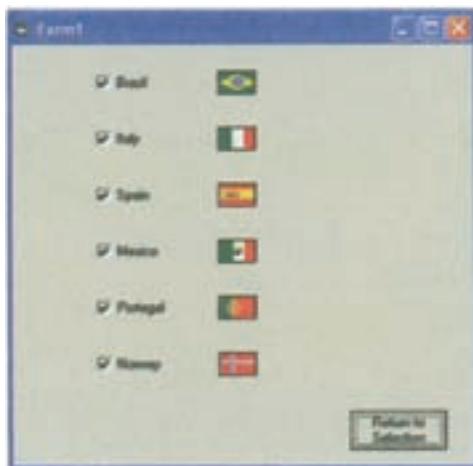 Form1
Brazil
Italy
Spain
Mexico
Portugal
Norway
Return to
Selection